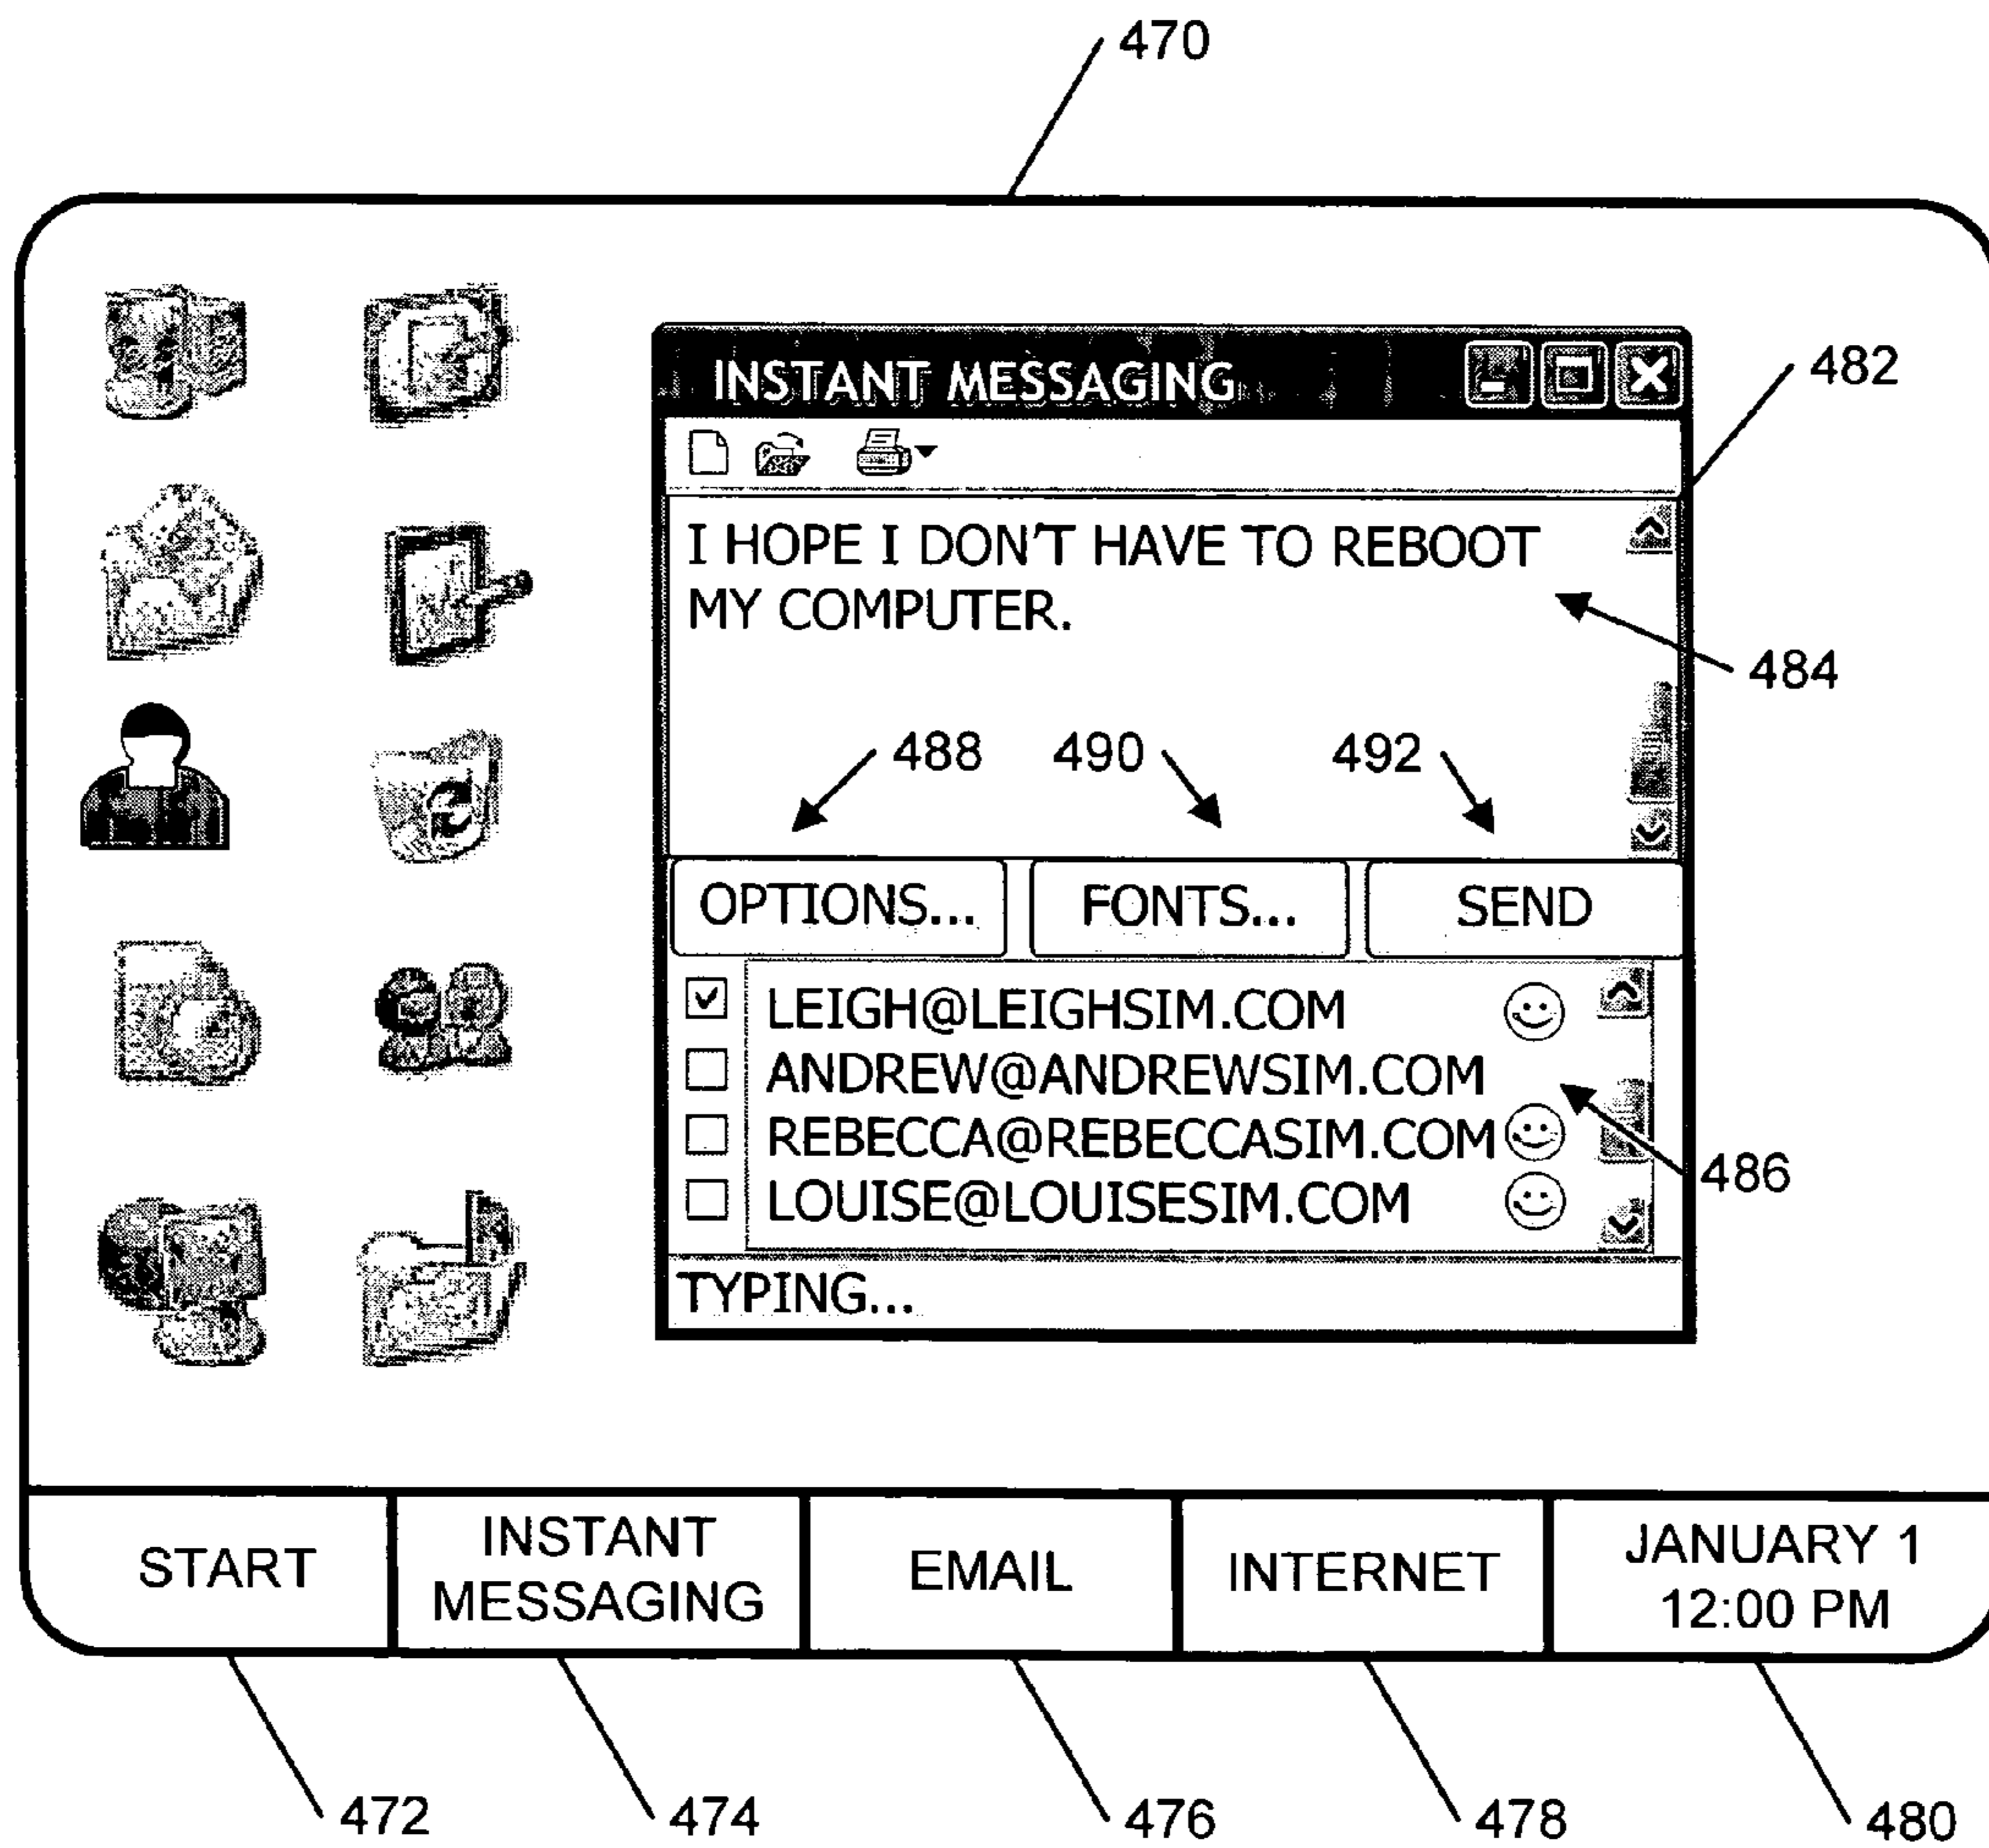 470
INSTANT MESSAGING
482
I HOPE I DON'T HAVE TO REBOOT
MY COMPUTER.
484
488 490 492
OPTIONS... FONTS... SEND
LEIGH@LEIGHSIM.COM
ANDREW@ANDREWSIM.COM
REBECCA@REBECCASIM.COM
486
LOUISE@LOUISESIM.COM
TYPING...
START
INSTANT
MESSAGING
EMAIL
INTERNET
JANUARY 1
12:00 PM
472 474 476 478 480